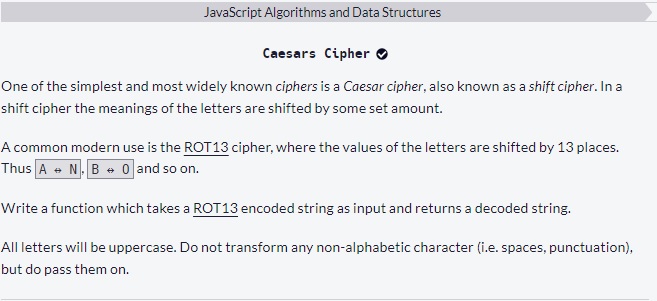 JavaScript Algorithms and Data Structures
Caesars Cipher
One of the simplest and most widely known ciphers is a Caesar cipher, also known as a shift cipher. In a
shift cipher the meanings of the letters are shifted by some set amount.
A common modern use is the ROT13 cipher, where the values of the letters are shifted by 13 places.
Thus A ↔ N, B ↔ O and so on.
Write a function which takes a ROT13 encoded string as input and returns a decoded string.
All letters will be uppercase. Do not transform any non-alphabetic character (i.e. spaces, punctuation),
but do pass them on.